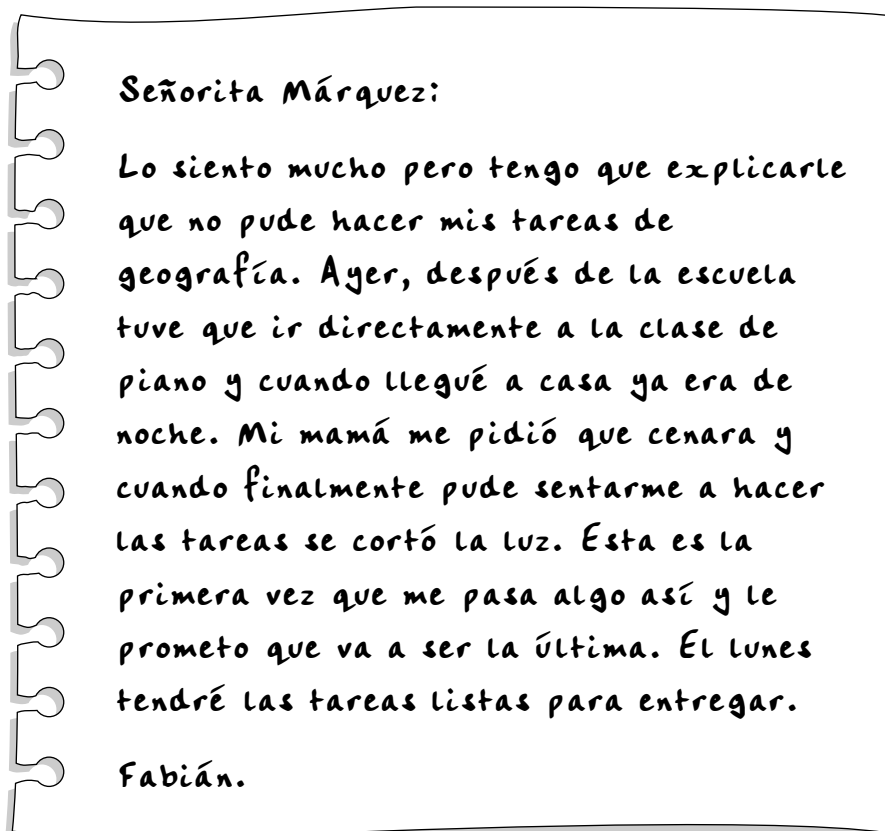 Señorita Márquez:
Lo siento mucho pero tengo que explicarle
que no pude hacer mis tareas de
geografía. Ayer, después de la escuela
tuve que ir directamente a la clase de
piano y cuando llegué a casa ya era de
noche. Mi mamá me pidió que cenara y
cuando finalmente pude sentarme a hacer
las tareas se cortó la luz. Esta es la
primera vez que me pasa algo así y le
prometo que va a ser la última. El lunes
tendré las tareas listas para entregar.
Fabián.